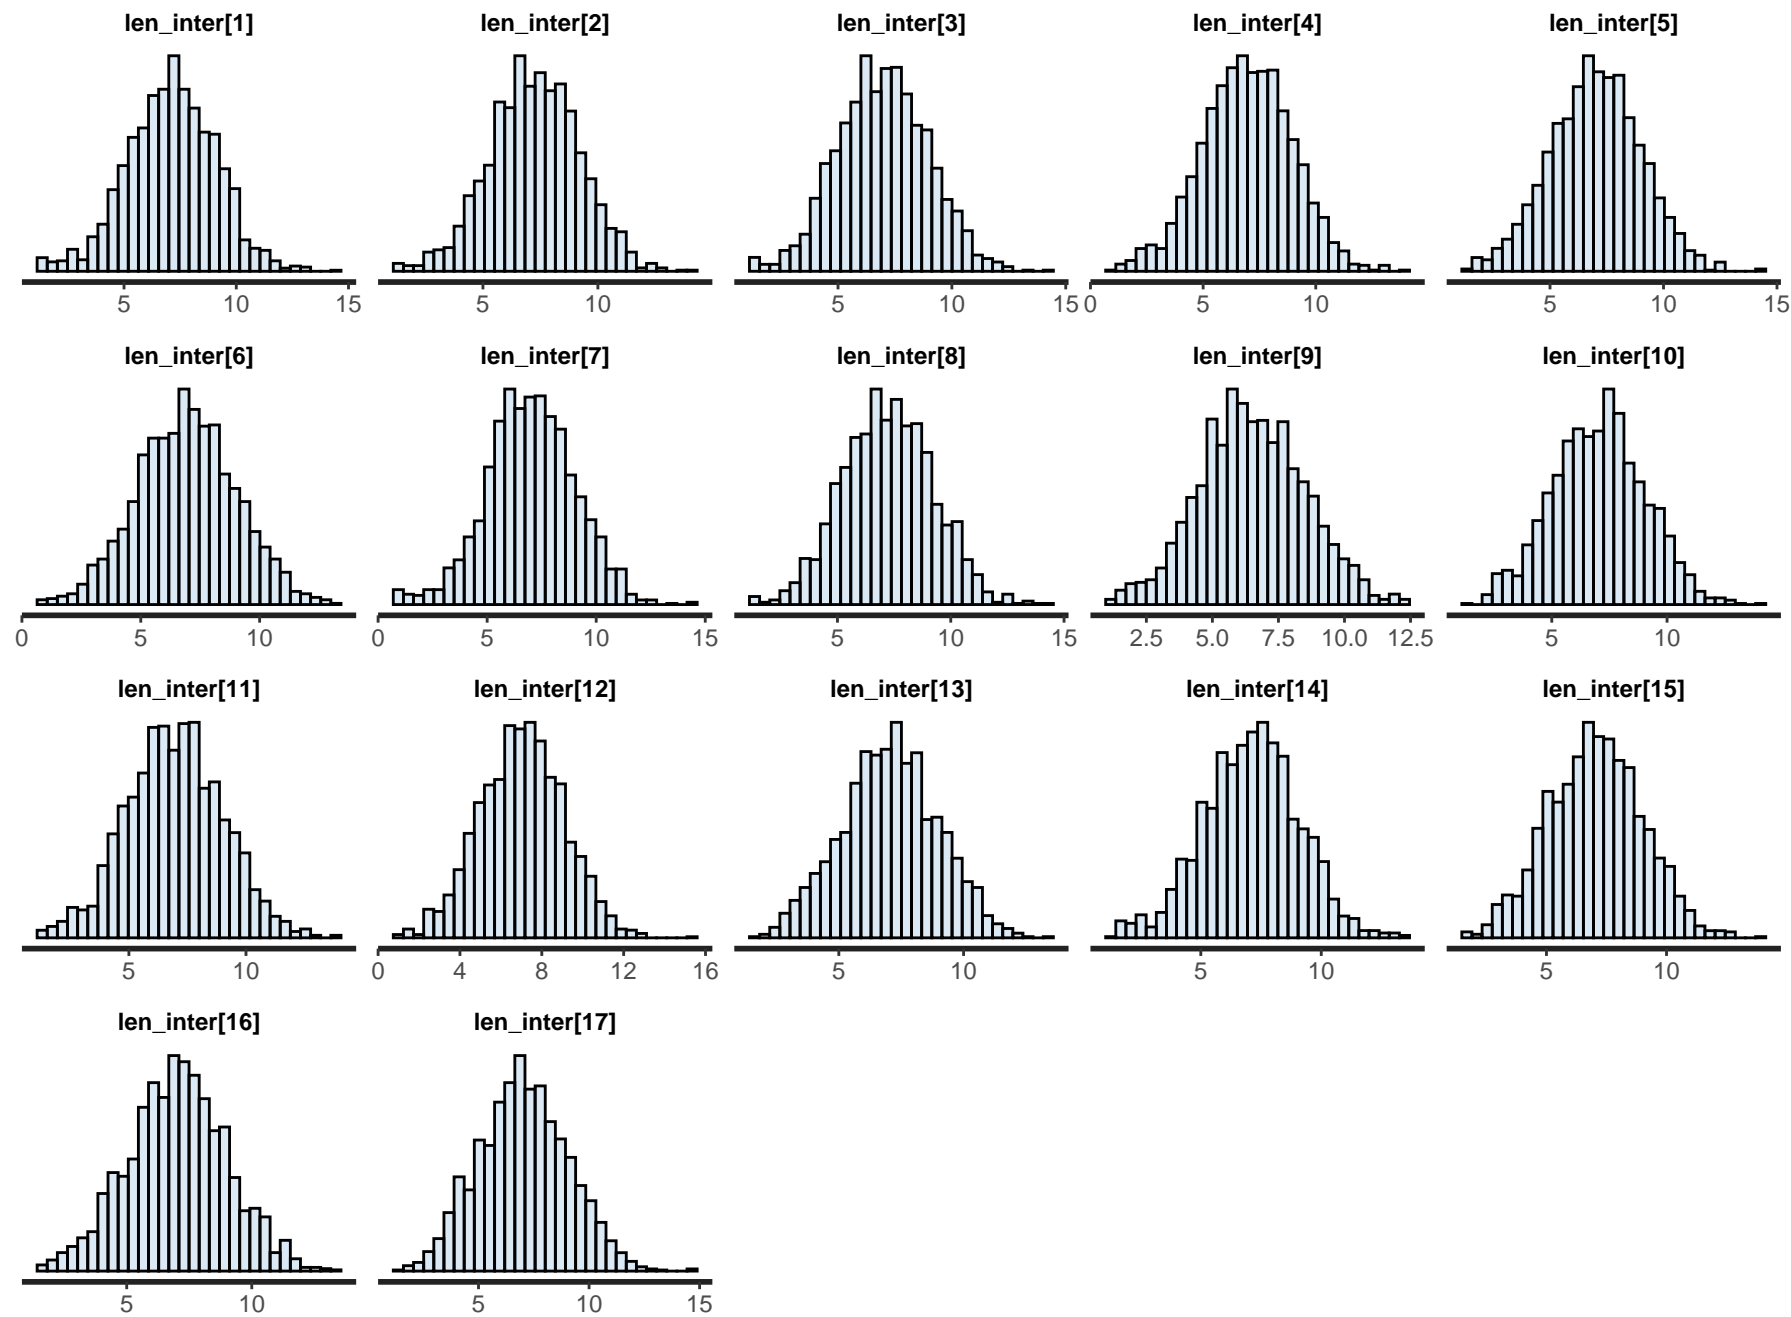 len_inter[1] len_inter[2] len_inter[3] len_inter[4] len_inter[5]
5 10 15 5 10 5 10 15 0 5 10 5 10 15
len_inter[6] len_inter[7] len_inter[8] len_inter[9] len_inter[10]
0 5 10 0 5 10 15 5 10 15 2.5 5.0 7.5 10.0 12.5 5 10
len_inter[11] len_inter[12] len_inter[13] len_inter[14] len_inter[15]
5 10 0 4 8 12 16 5 10 5 10 5 10
len_inter[16] len_inter[17]
5 10 5 10 15